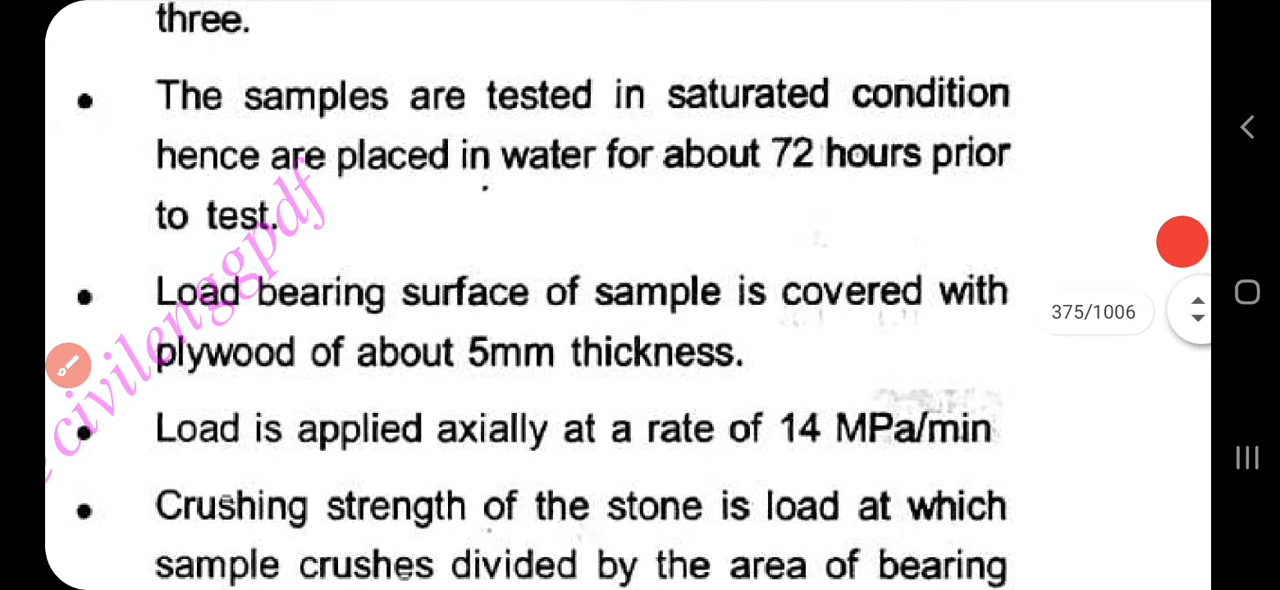 three.
• The samples are tested in saturated condition
hence are placed in water for about 72 hours prior
to test.
• Load bearing surface of sample is covered with
plywood of about 5mm thickness.
• Load is applied axially at a rate of 14 MPa/min
• Crushing strength of the stone is load at which
sample crushes divided by the area of bearing
civilenggpdf
375/1006